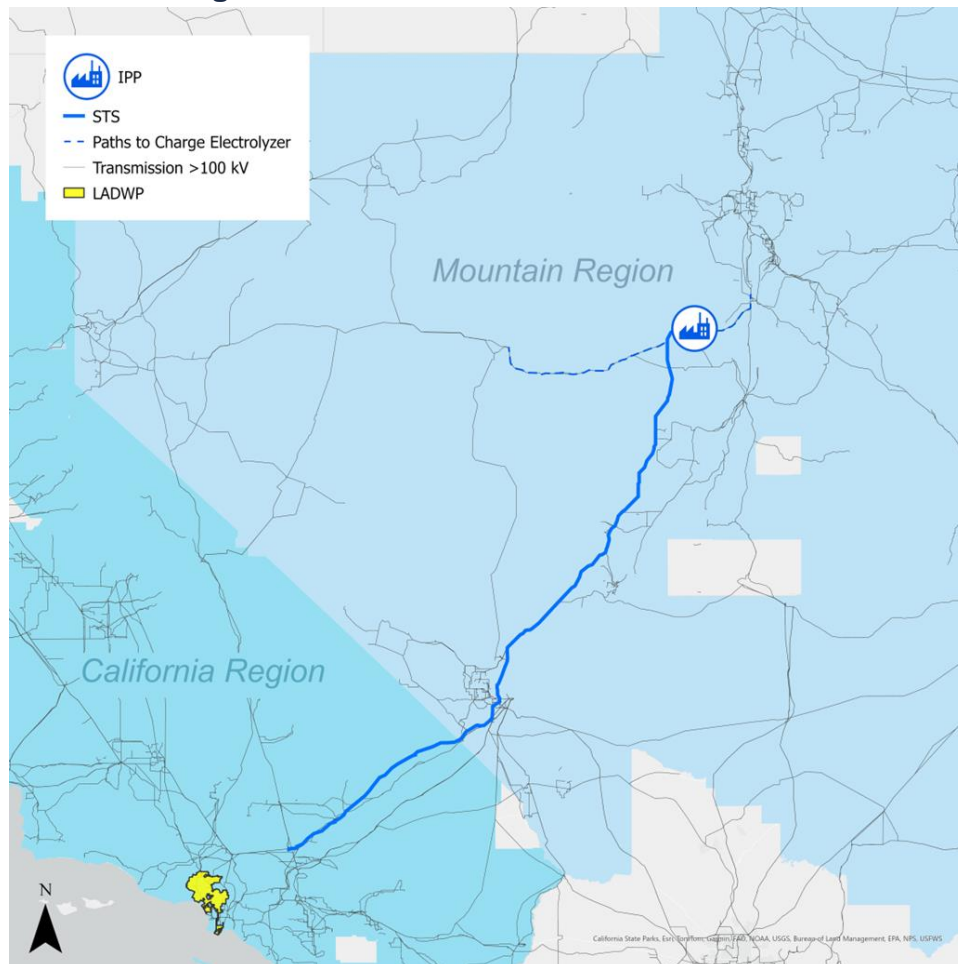 IPP
STS
Paths to Charge Electrolyzer
Transmission >100 kV
LADWP
Mountain Region
California Region
N
California State Parks, Esri, TomTom, Garmin, FAO, NOAA, USGS, Bureau of Land Management, EPA, NPS, USFWS